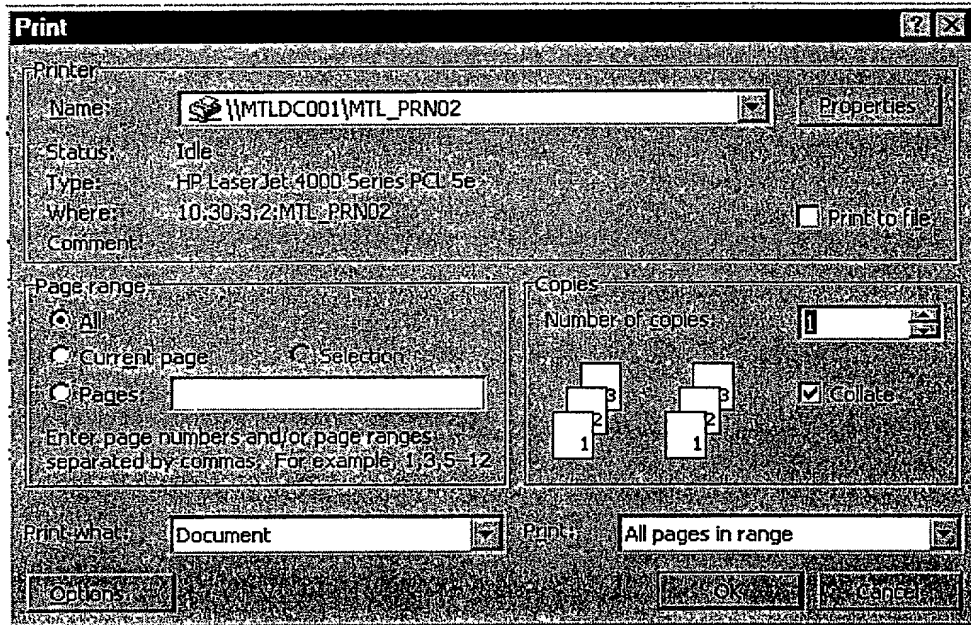 Print
Printer
Name: \\MTLDC001\MTL_PRN02 Properties
Status: Idle
Type: HP LaserJet 4000 Series PCL 5e
Where: 10.30.3.2:MTL_PRN02 Print to file
Comment:
Page range
All
Current page Selection
Pages:
Enter page numbers and/or page ranges
separated by commas. For example, 1,3,5-12
Copies
Number of copies: 1
3 3
2 2
1 1
Collate
Print what: Document Print: All pages in range
Options... OK Cancel